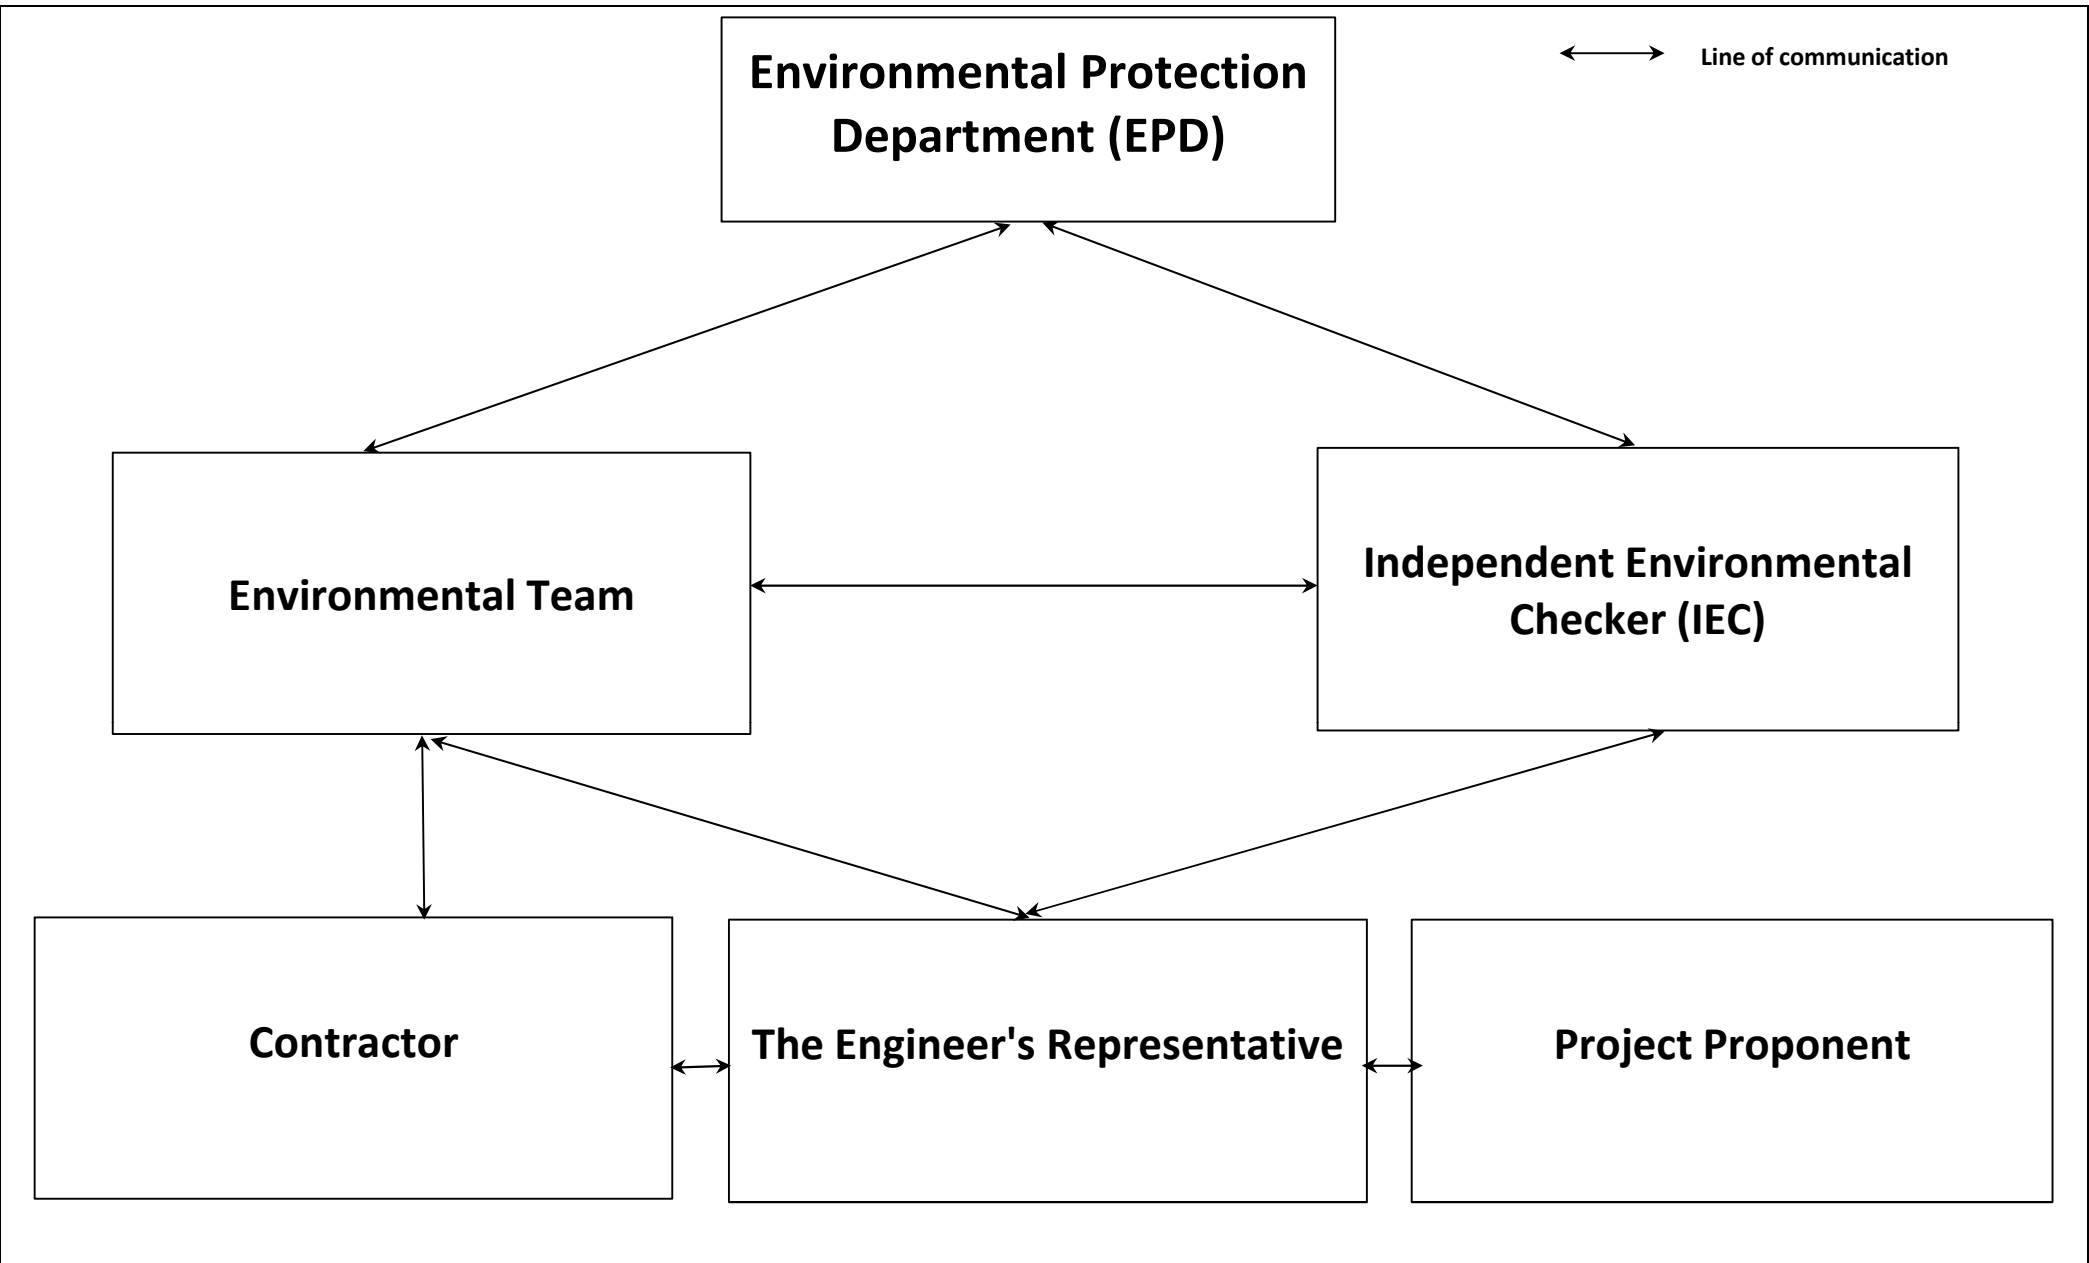 Environmental Protection
Department (EPD)
Line of communication
Environmental Team
Independent Environmental
Checker (IEC)
Contractor
The Engineer's Representative
Project Proponent